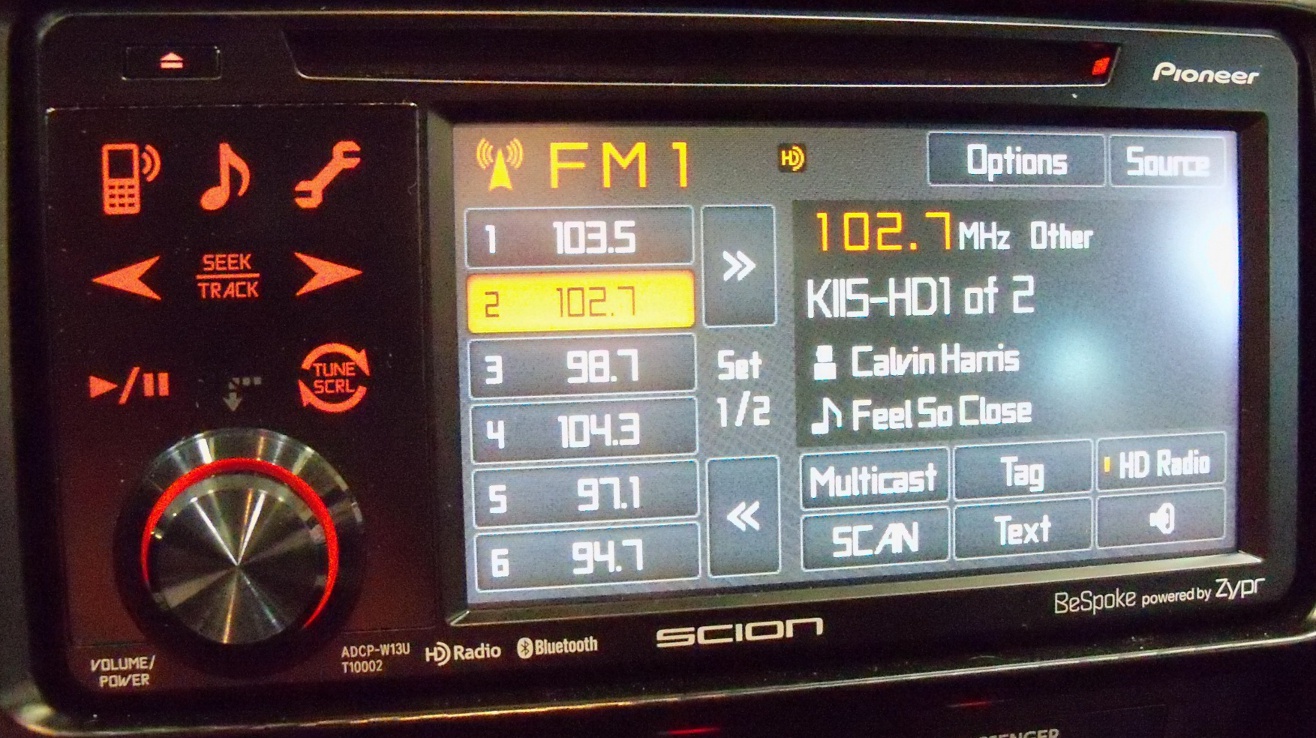 Pioneer
FM1 HD Options Source
1 103.5
2 102.7
3 98.7
4 104.3
5 97.1
6 94.7
Set
1/2
102.7 MHz Other
KIIS-HD1 of 2
Calvin Harris
Feel So Close
Multicast Tag HD Radio
SCAN Text
SEEK
TRACK
TUNE
SCRL
VOLUME/
POWER
ADCP-W13U
T10002
HD Radio Bluetooth
SCION
BeSpoke powered by Zypr